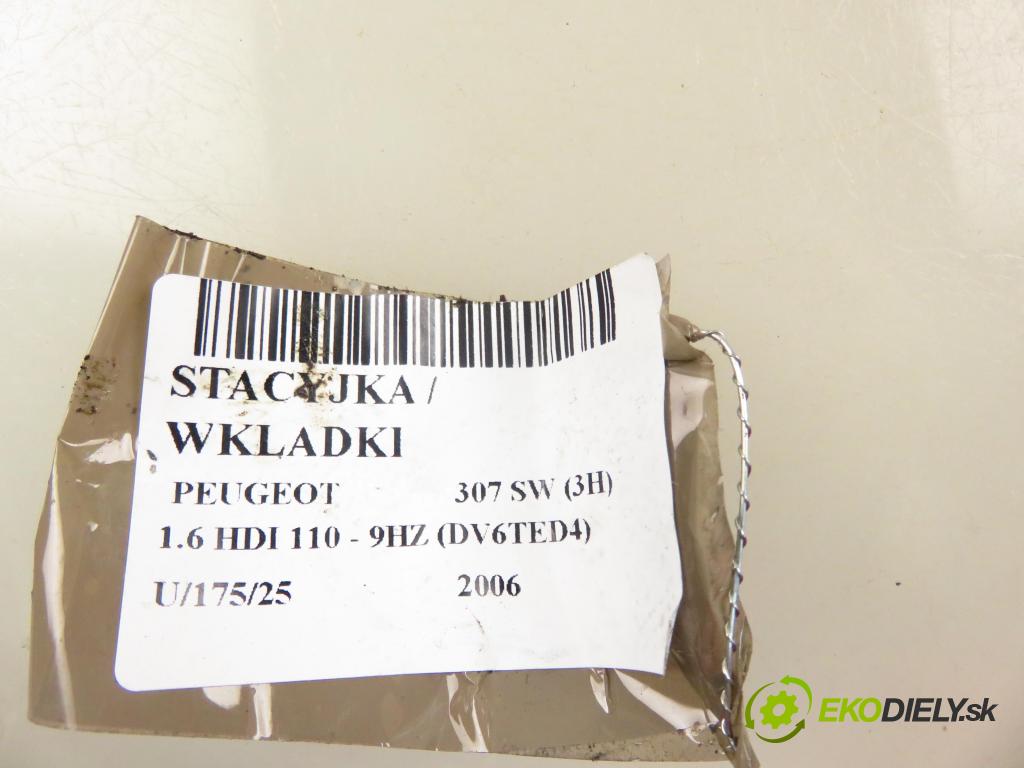 STACYJKA /
WKLADKI
PEUGEOT 307 SW (3H)
1.6 HDI 110 - 9HZ (DV6TED4)
U/175/25 2006
EKODIELY.sk